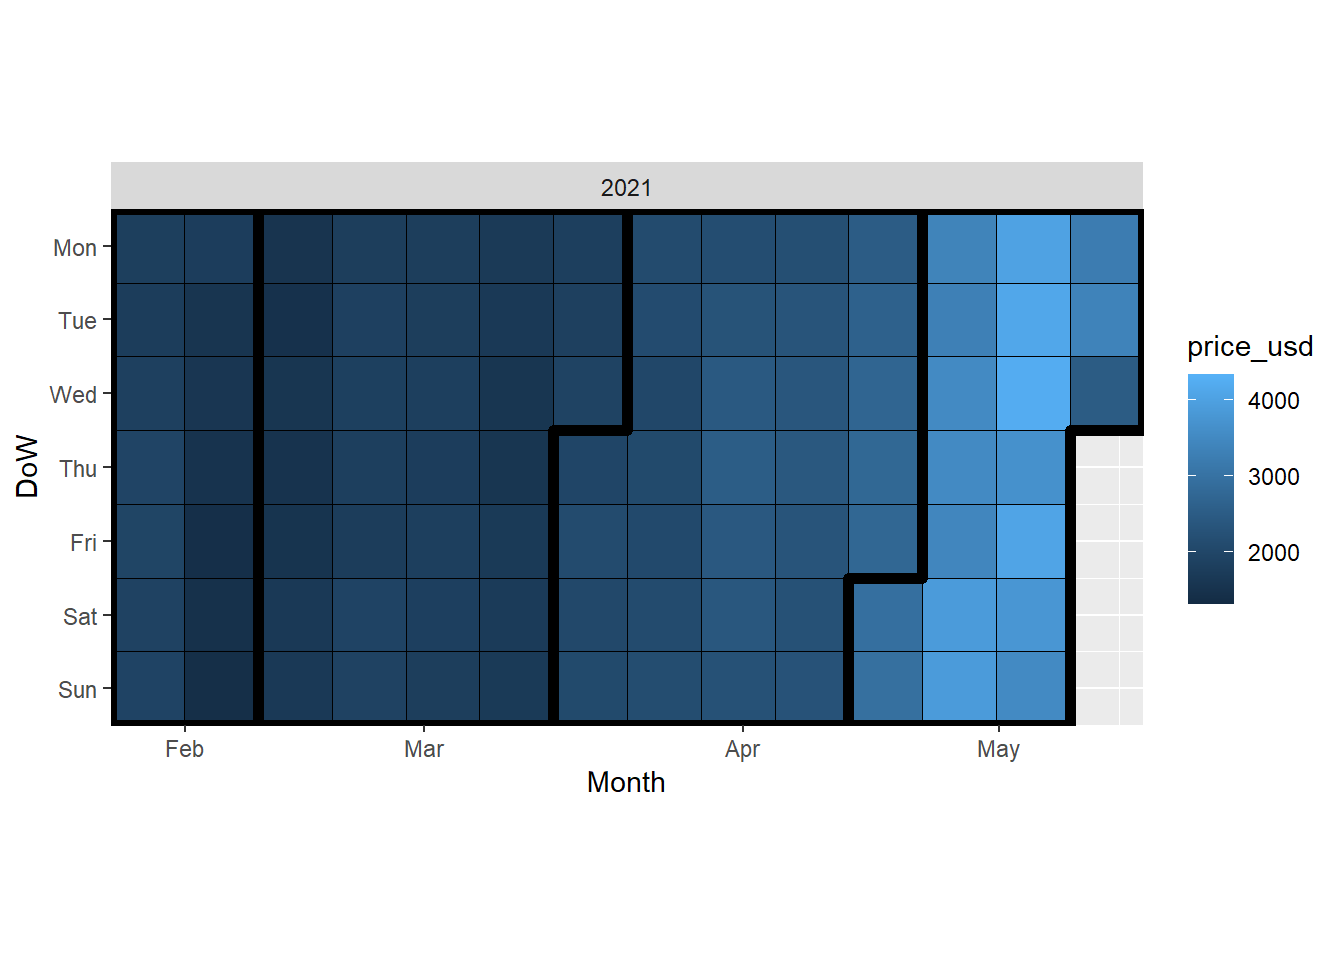 2021
Mon
Tue
Wed
Thu
Fri
Sat
Sun
DoW
Feb Mar Apr May
Month
price_usd
4000
3000
2000